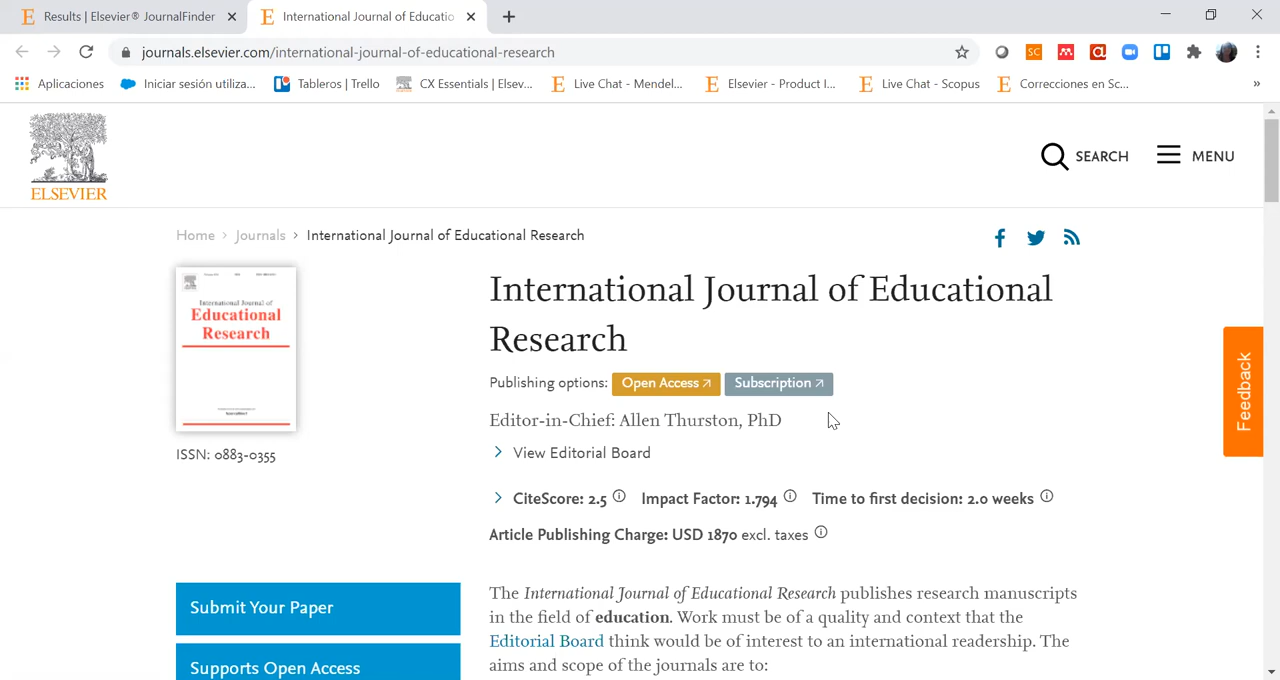 Results | Elsevier® JournalFinder
International Journal of Educatio
journals.elsevier.com/international-journal-of-educational-research
Aplicaciones
Iniciar sesión utiliza...
Tableros | Trello
CX Essentials | Elsev...
Live Chat - Mendel...
Elsevier - Product I...
Live Chat - Scopus
Correcciones en Sc...
»
ELSEVIER
SEARCH
MENU
Home > Journals > International Journal of Educational Research
International Journal of
Educational
Research
ISSN: 0883-0355
International Journal of Educational
Research
Publishing options: Open Access Subscription
Editor-in-Chief: Allen Thurston, PhD
View Editorial Board
CiteScore: 2.5 Impact Factor: 1.794 Time to first decision: 2.0 weeks
Article Publishing Charge: USD 1870 excl. taxes
Feedback
Submit Your Paper
Supports Open Access
The International Journal of Educational Research publishes research manuscripts
in the field of education. Work must be of a quality and context that the
Editorial Board think would be of interest to an international readership. The
aims and scope of the journals are to: